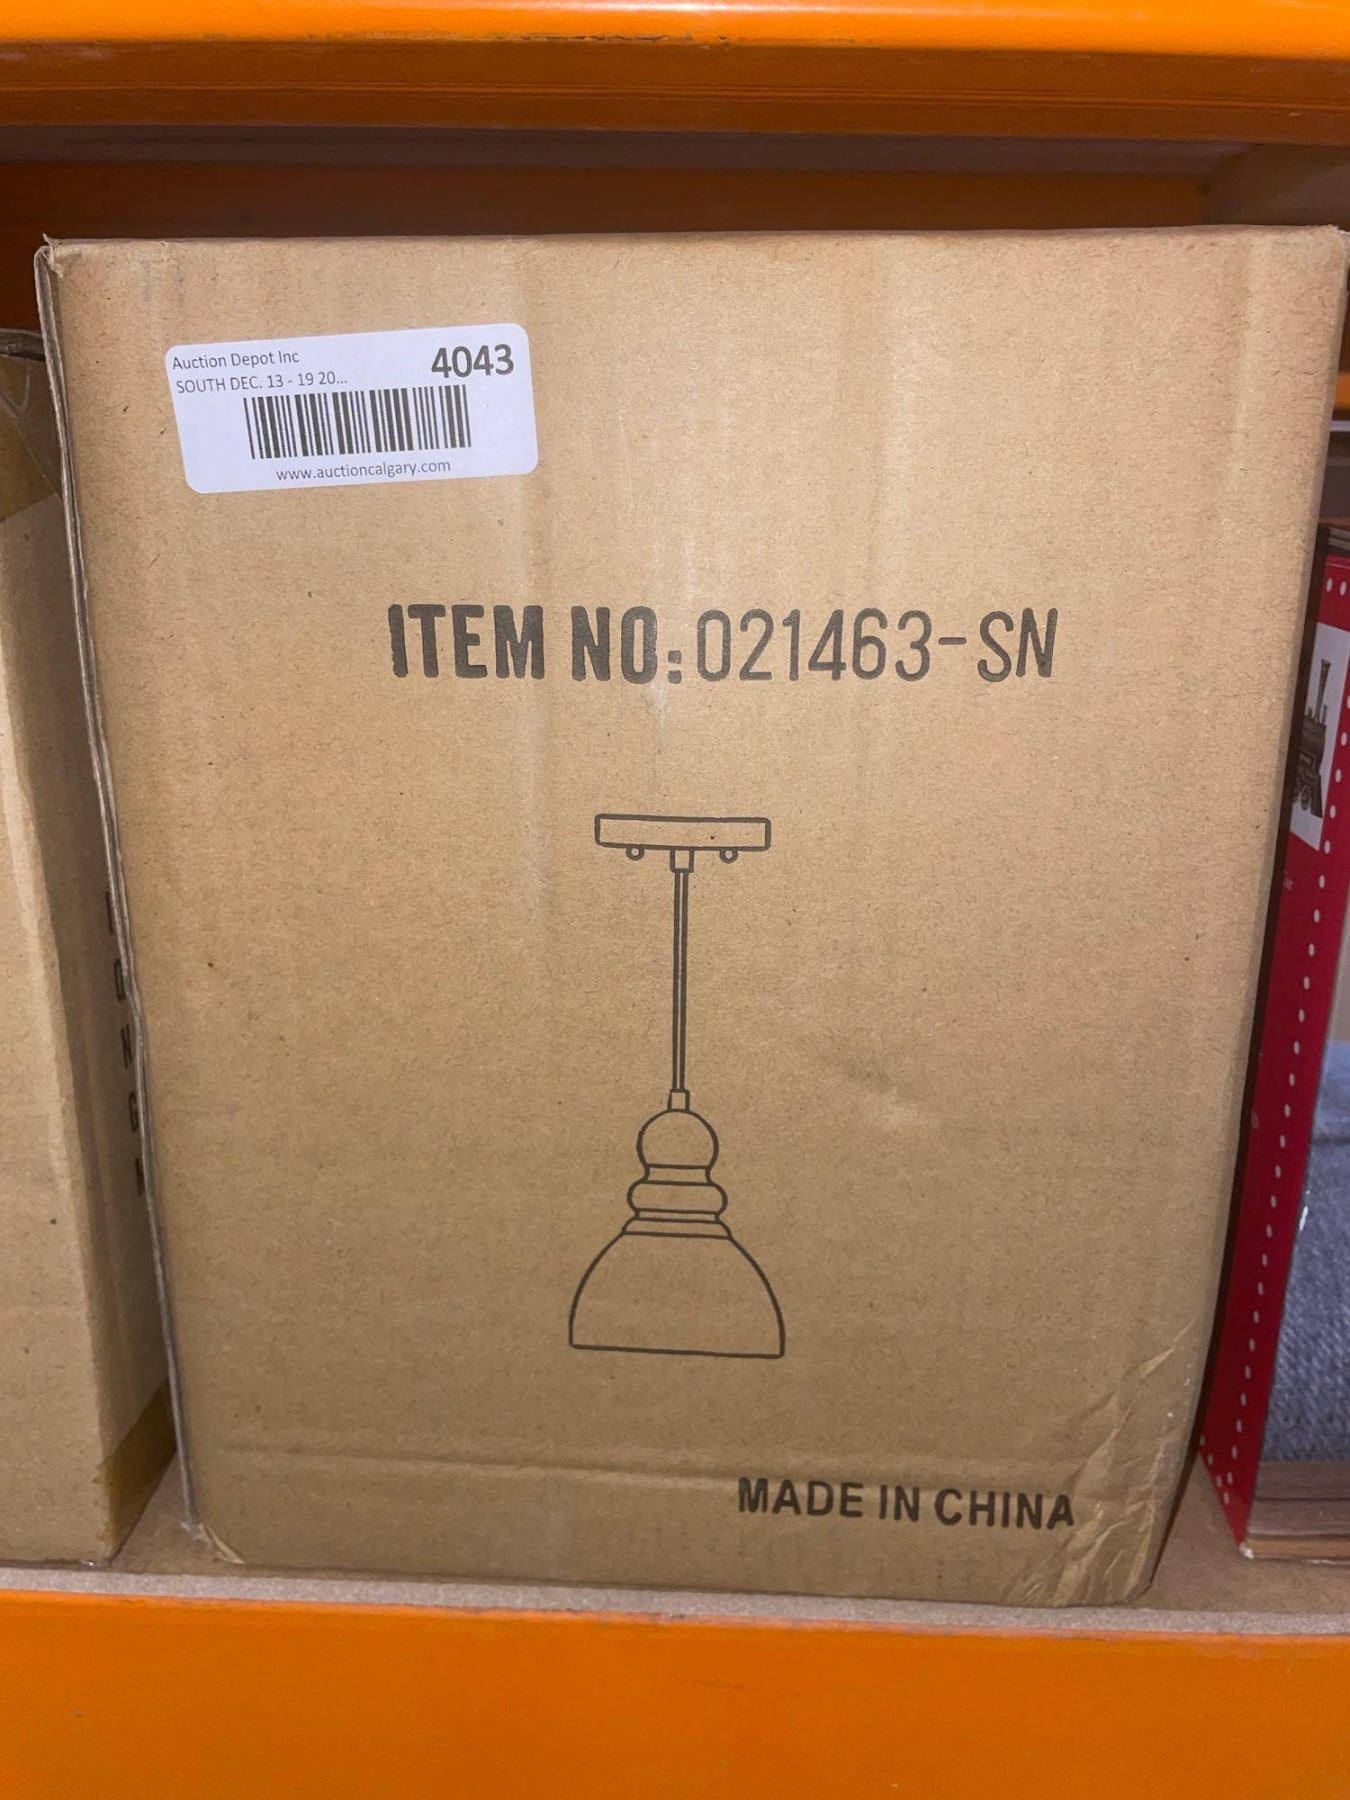 Auction Depot Inc
4043
SOUTH DEC. 13 - 19 20...
www.auctioncalgary.com
ITEM NO:021463-SN
MADE IN CHINA